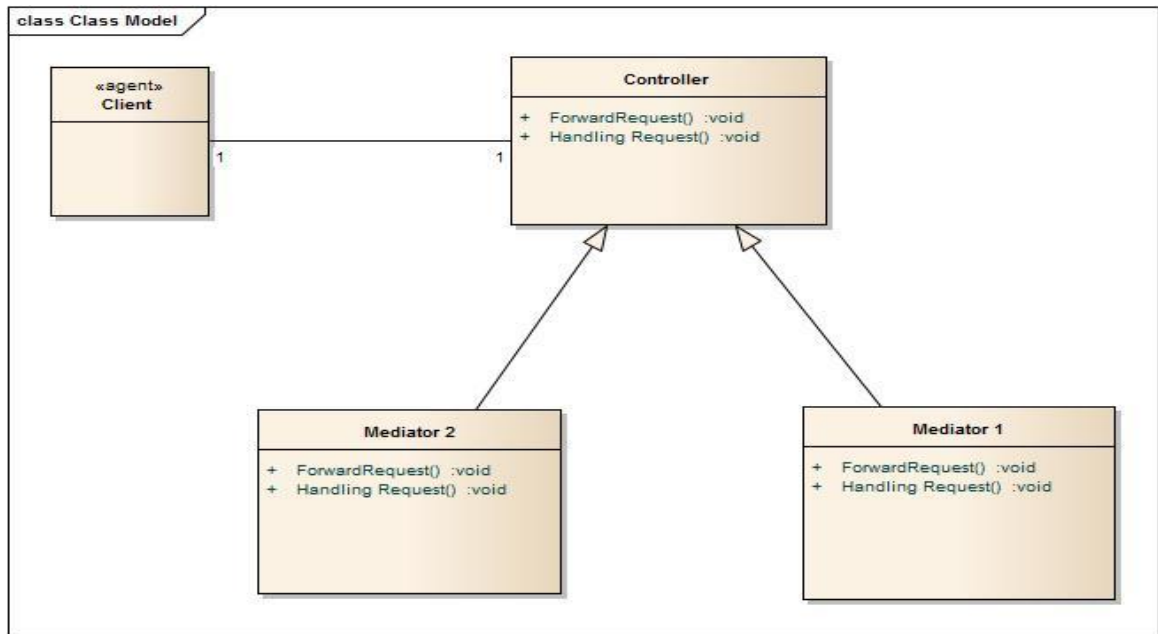 class Class Model
«agent»
Client
Controller
+ ForwardRequest() :void
+ Handling Request() :void
1
1
Mediator 2
+ ForwardRequest() :void
+ Handling Request() :void
Mediator 1
+ ForwardRequest() :void
+ Handling Request() :void